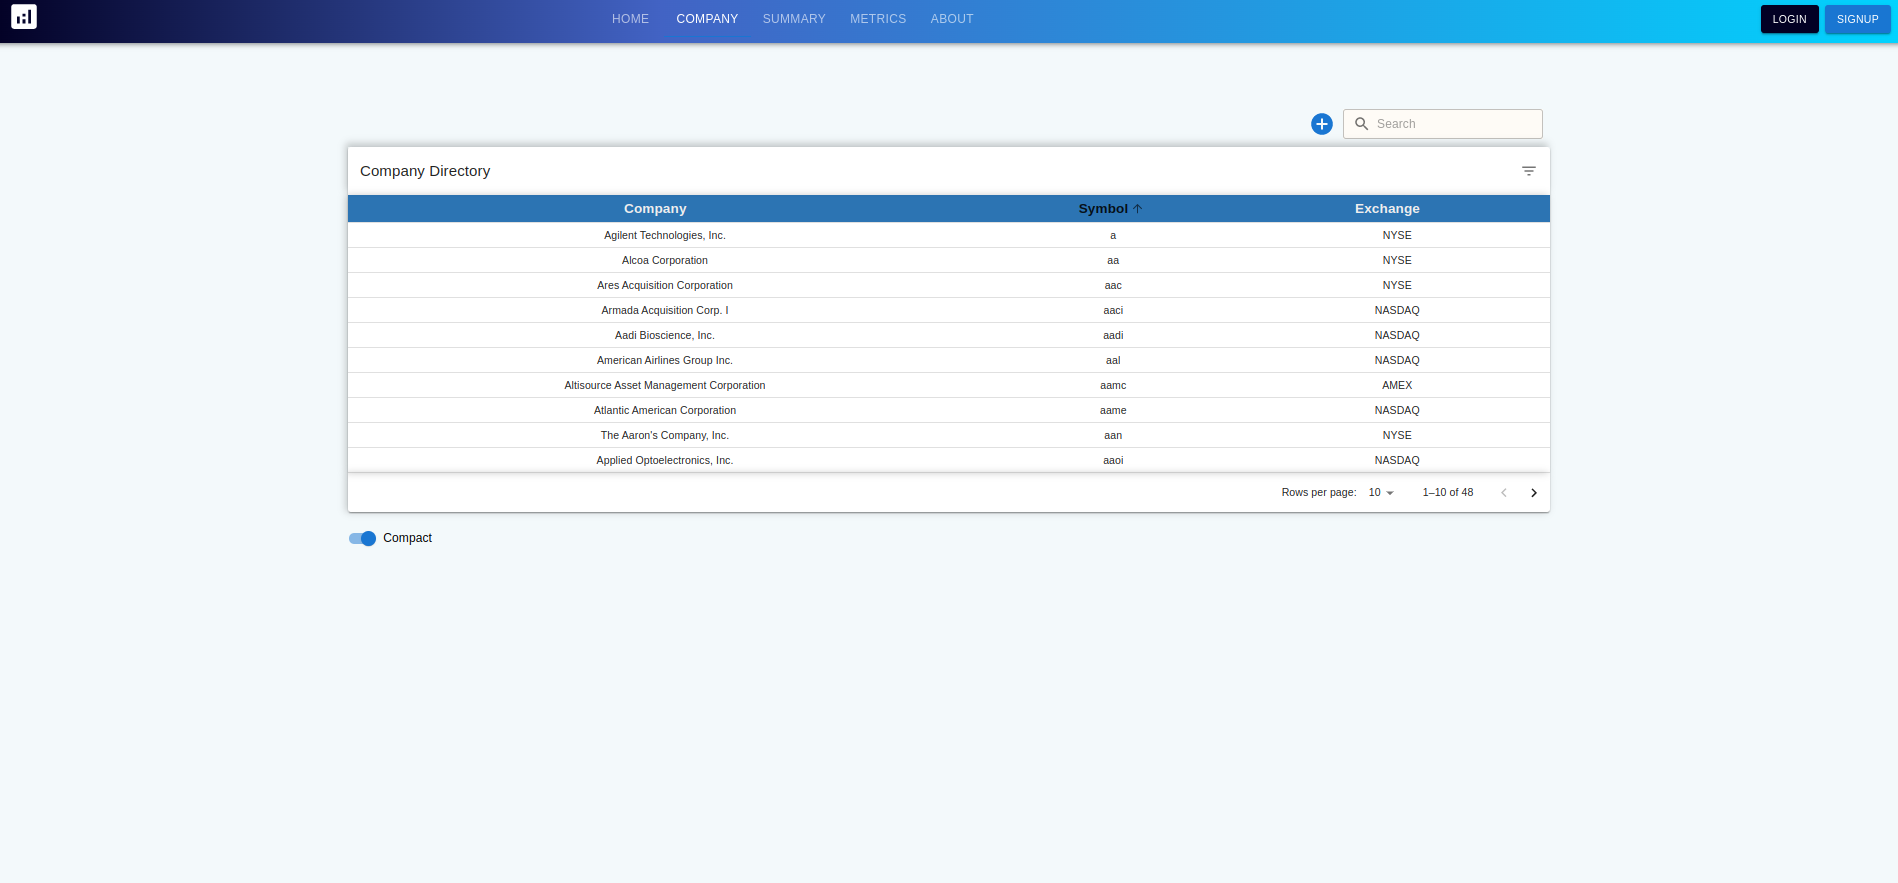 HOME COMPANY SUMMARY METRICS ABOUT LOGIN SIGNUP
Search
Company Directory
Company Symbol Exchange
Agilent Technologies, Inc. a NYSE
Alcoa Corporation aa NYSE
Ares Acquisition Corporation aac NYSE
Armada Acquisition Corp. I aaci NASDAQ
Aadi Bioscience, Inc. aadi NASDAQ
American Airlines Group Inc. aal NASDAQ
Altisource Asset Management Corporation aamc AMEX
Atlantic American Corporation aame NASDAQ
The Aaron's Company, Inc. aan NYSE
Applied Optoelectronics, Inc. aaoi NASDAQ
Rows per page: 10 1–10 of 48
Compact